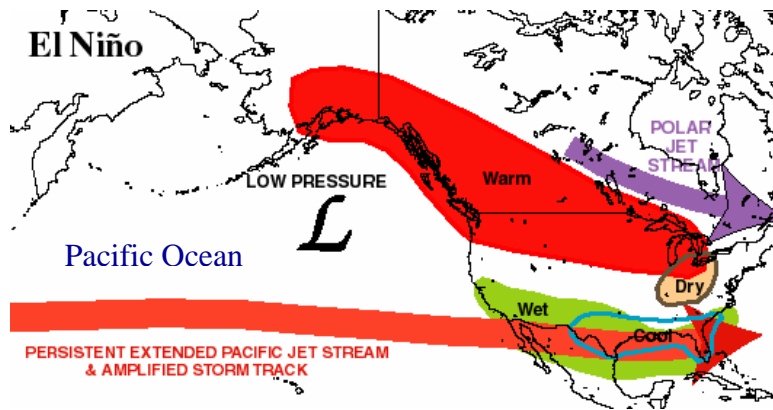 El Niño
POLAR
JET
STREAM
LOW PRESSURE
Warm
L
Pacific Ocean
Dry
Wet
Cool
PERSISTENT EXTENDED PACIFIC JET STREAM
& AMPLIFIED STORM TRACK